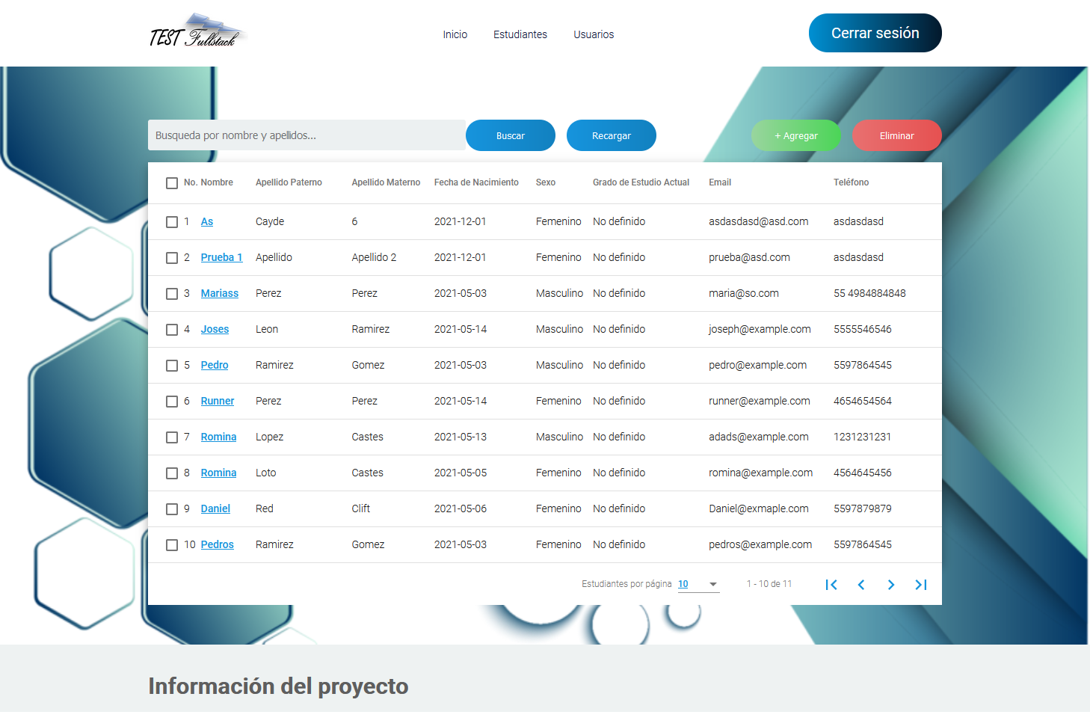 TEST Fullstack
Inicio Estudiantes Usuarios
Cerrar sesión
Busqueda por nombre y apellidos... Buscar Recargar + Agregar Eliminar
No. Nombre Apellido Paterno Apellido Materno Fecha de Nacimiento Sexo Grado de Estudio Actual Email Teléfono
1 As Cayde 6 2021-12-01 Femenino No definido asdasdasd@asd.com asdasdasd
2 Prueba 1 Apellido Apellido 2 2021-12-01 Femenino No definido prueba@asd.com asdasdasd
3 Mariass Perez Perez 2021-05-03 Masculino No definido maria@so.com 55 4984884848
4 Joses Leon Ramirez 2021-05-14 Masculino No definido joseph@example.com 5555546546
5 Pedro Ramirez Gomez 2021-05-03 Masculino No definido pedro@example.com 5597864545
6 Runner Perez Perez 2021-05-14 Femenino No definido runner@example.com 4654654564
7 Romina Lopez Castes 2021-05-13 Masculino No definido adads@example.com 1231231231
8 Romina Loto Castes 2021-05-05 Femenino No definido romina@example.com 4564645456
9 Daniel Red Clift 2021-05-06 Femenino No definido Daniel@exmaple.com 5597879879
10 Pedros Ramirez Gomez 2021-05-03 Femenino No definido pedros@example.com 5597864545
Estudiantes por página 10 1 - 10 de 11
Información del proyecto